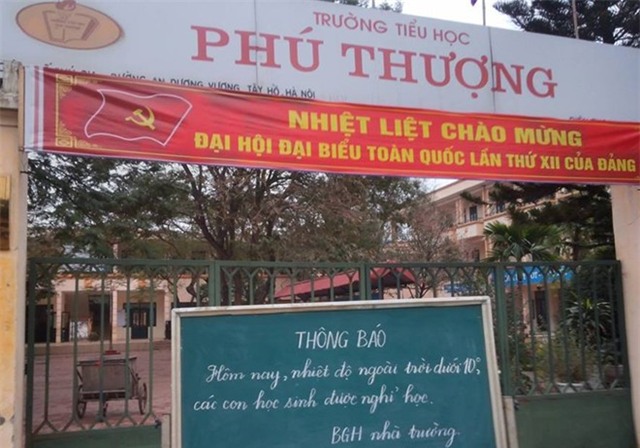 TRƯỜNG TIỂU HỌC
PHÚ THƯỢNG
ĐƯỜNG AN DƯƠNG VƯƠNG, TÂY HỒ, HÀ NỘI
NHIỆT LIỆT CHÀO MỪNG
ĐẠI HỘI ĐẠI BIỂU TOÀN QUỐC LẦN THỨ XII CỦA ĐẢNG
THÔNG BÁO
Hôm nay, nhiệt độ ngoài trời dưới 10°,
các con học sinh được nghỉ học.
BGH nhà trường